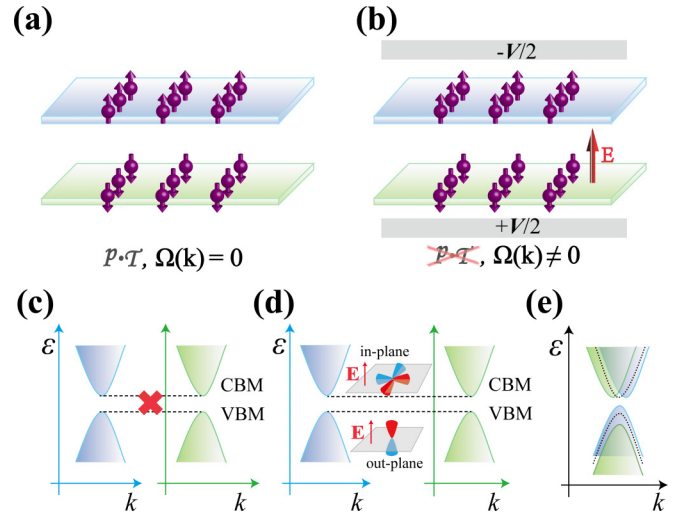 (a)
(b)
-V/2
E
+V/2
P·T, Ω(k) = 0
P·T, Ω(k) ≠ 0
(c)
(d)
(e)
ε
CBM
VBM
k
ε
in-plane
E
CBM
VBM
E
out-plane
k
ε
k